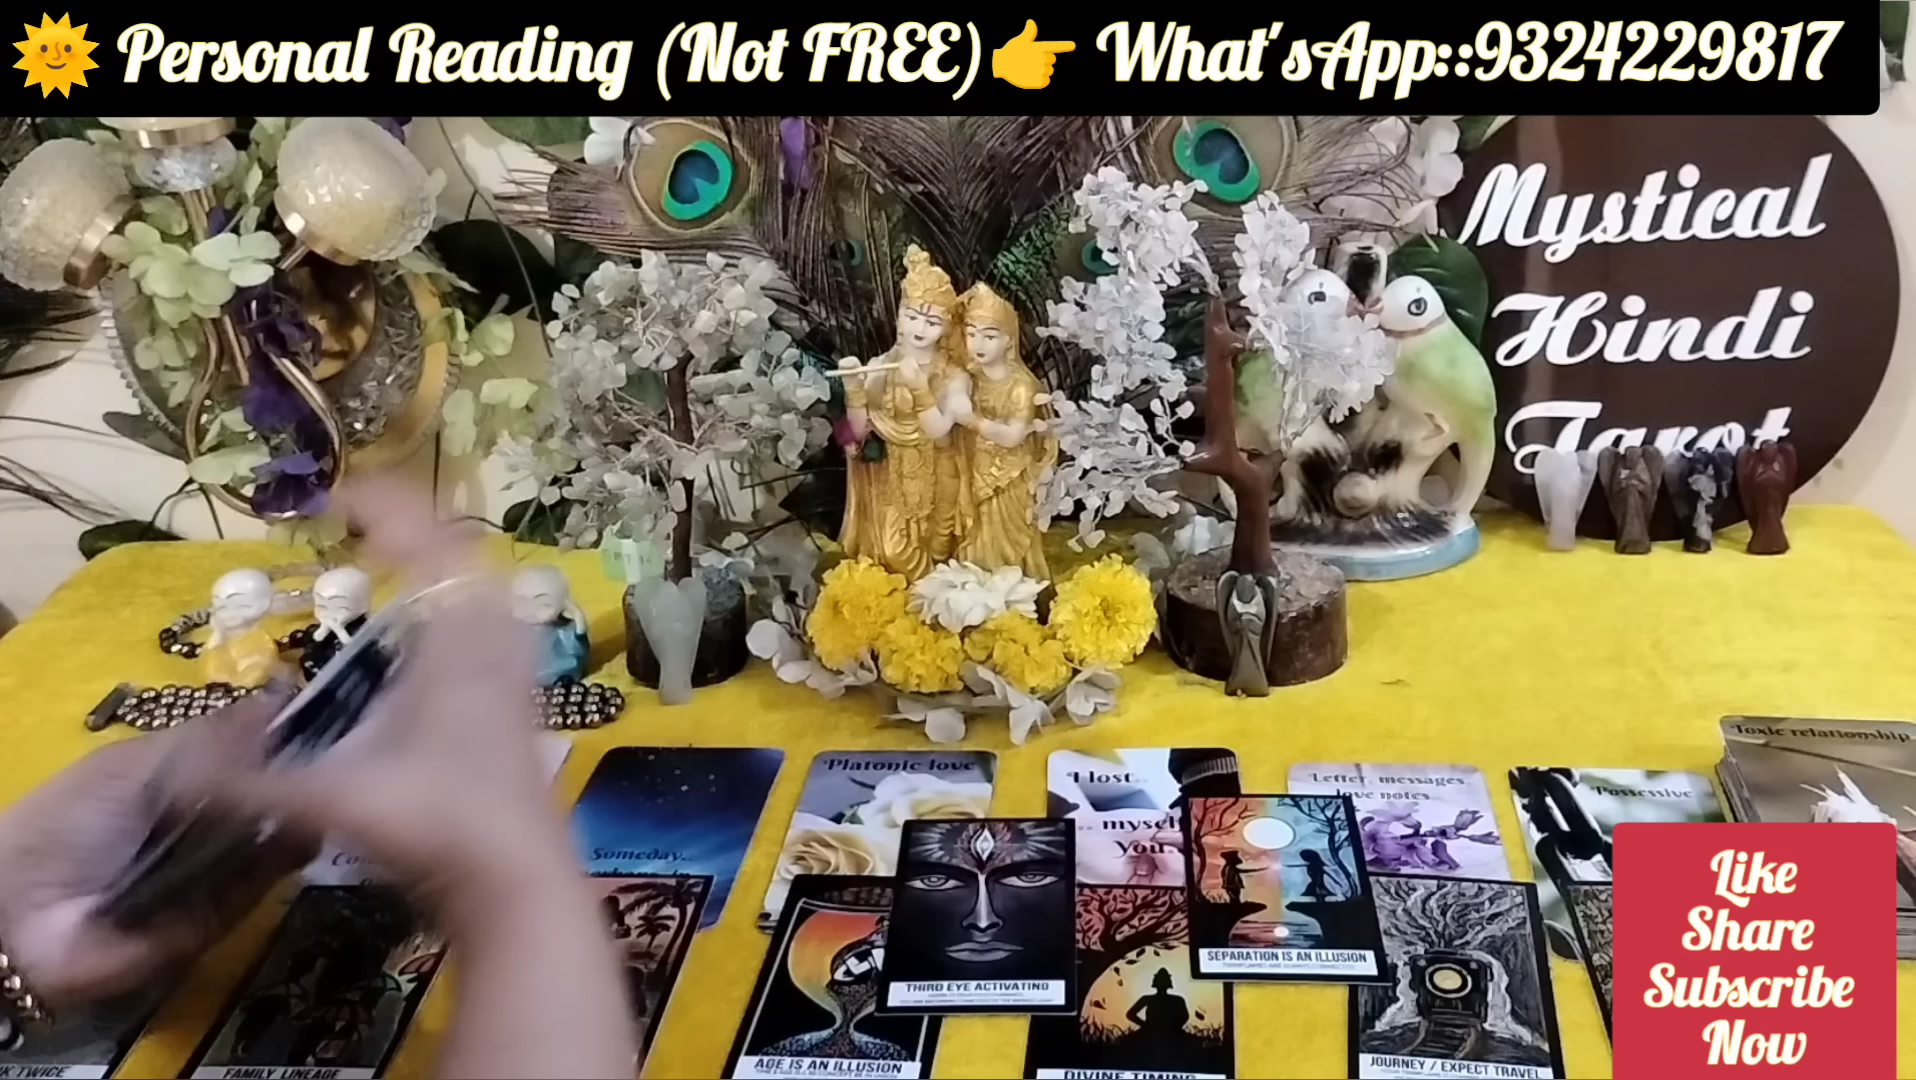 Personal Reading (Not FREE) What'sApp::9324229817
Mystical
Hindi
Tarot
Toxic relationship
Platonic love
I lost..
.. myself
You..
Letter, messages,
love notes..
Possessive
Someday..
THIRD EYE ACTIVATING
SEPARATION IS AN ILLUSION
AGE IS AN ILLUSION
DIVINE TIMING
JOURNEY / EXPECT TRAVEL
FAMILY LINEAGE
TWICE
Like
Share
Subscribe
Now